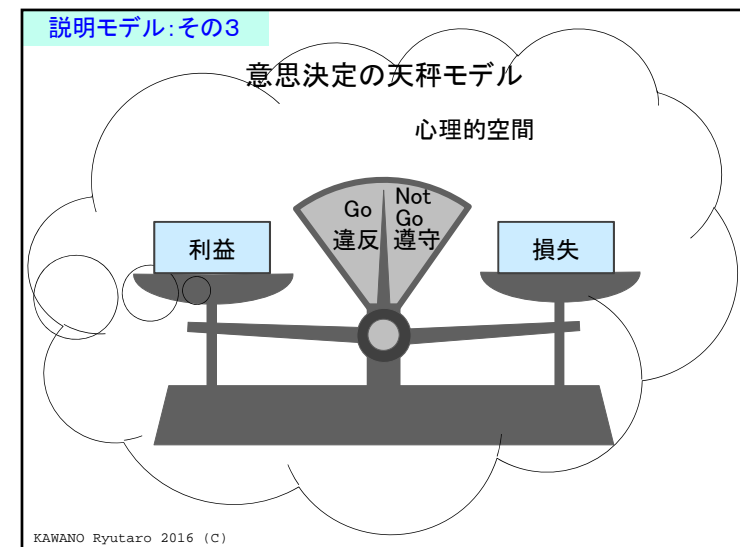 説明モデル:その3
意思決定の天秤モデル
心理的空間
Go
違反
Not
Go
遵守
利益
損失
KAWANO Ryutaro 2016 (C)